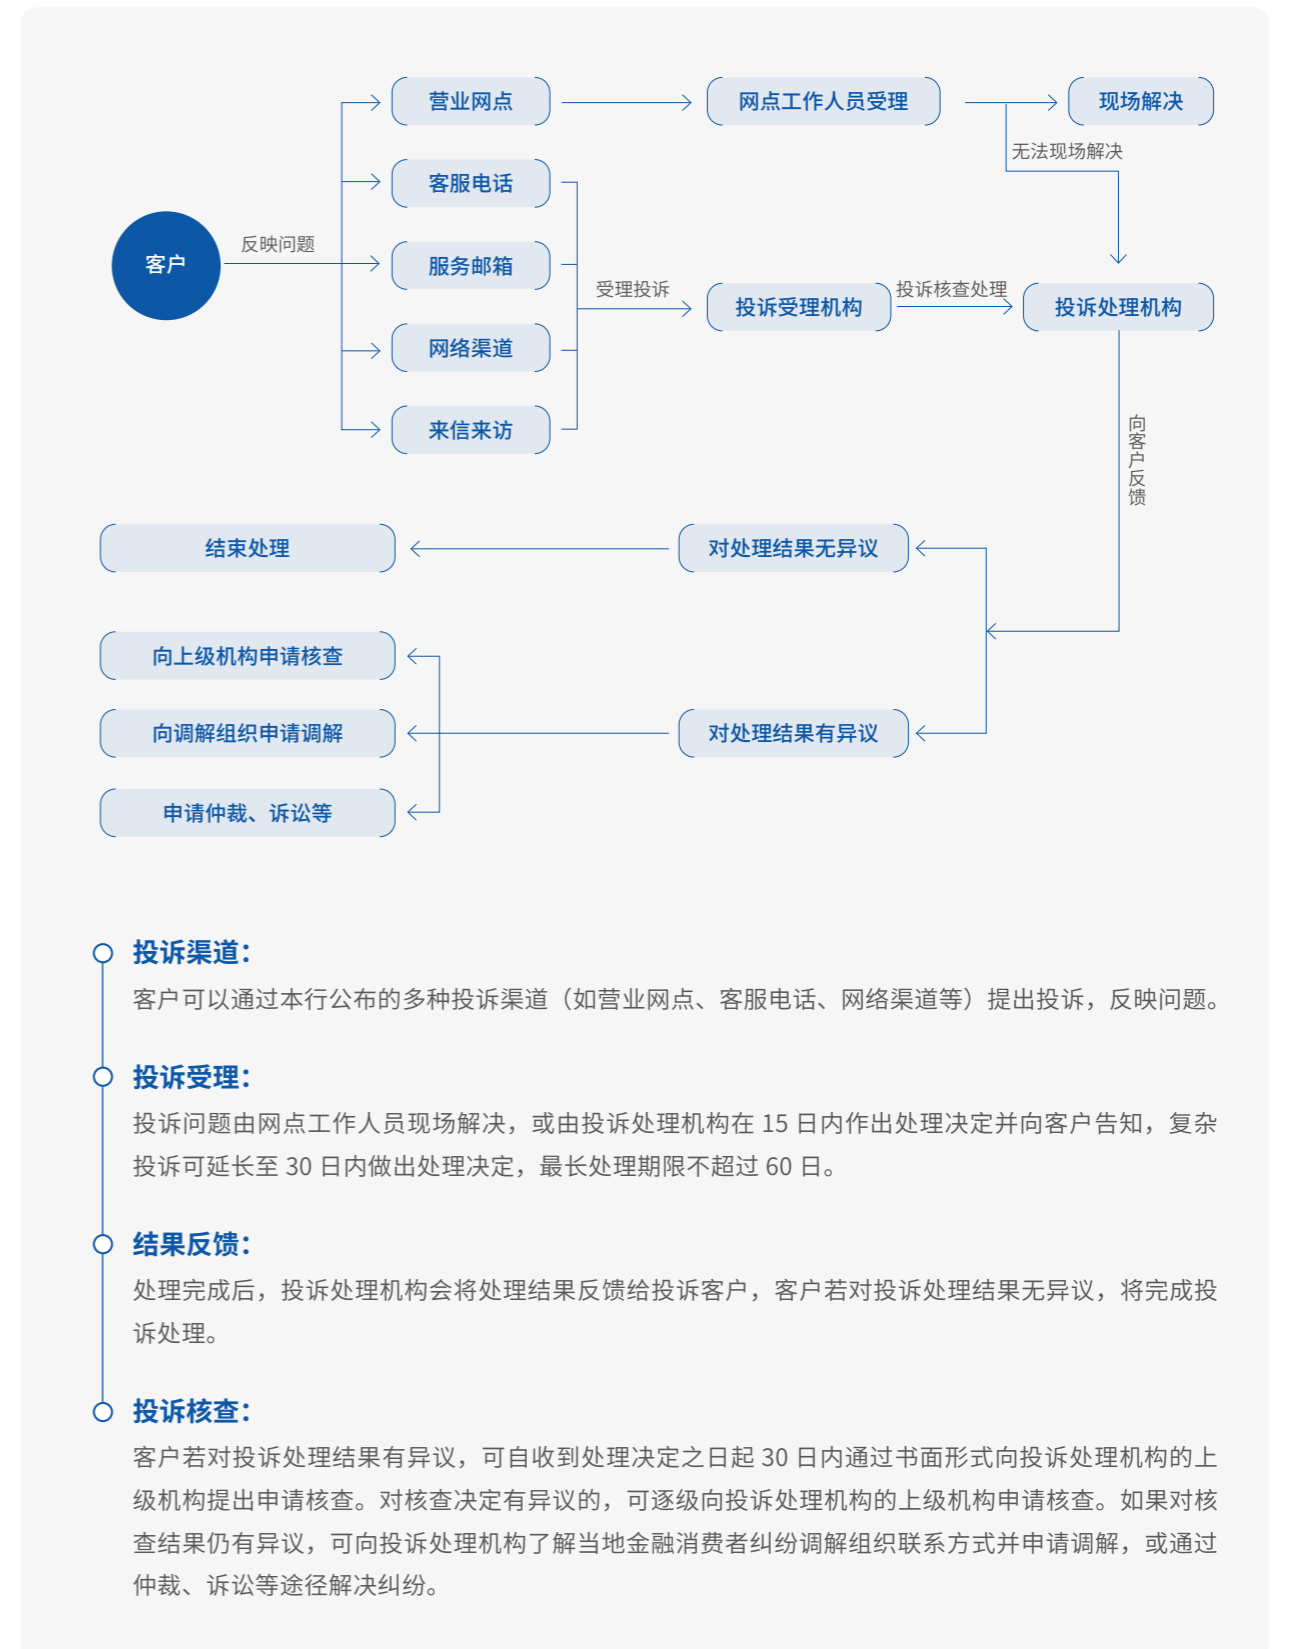 营业网点
网点工作人员受理
现场解决
无法现场解决
客服电话
客户
反映问题
服务邮箱
受理投诉
投诉受理机构
投诉核查处理
投诉处理机构
网络渠道
来信来访
向客户反馈
结束处理
对处理结果无异议
向上级机构申请核查
向调解组织申请调解
对处理结果有异议
申请仲裁、诉讼等
投诉渠道：
客户可以通过本行公布的多种投诉渠道（如营业网点、客服电话、网络渠道等）提出投诉，反映问题。
投诉受理：
投诉问题由网点工作人员现场解决，或由投诉处理机构在 15 日内作出处理决定并向客户告知，复杂
投诉可延长至 30 日内做出处理决定，最长处理期限不超过 60 日。
结果反馈：
处理完成后，投诉处理机构会将处理结果反馈给投诉客户，客户若对投诉处理结果无异议，将完成投
诉处理。
投诉核查：
客户若对投诉处理结果有异议，可自收到处理决定之日起 30 日内通过书面形式向投诉处理机构的上
级机构提出申请核查。对核查决定有异议的，可逐级向投诉处理机构的上级机构申请核查。如果对核
查结果仍有异议，可向投诉处理机构了解当地金融消费者纠纷调解组织联系方式并申请调解，或通过
仲裁、诉讼等途径解决纠纷。